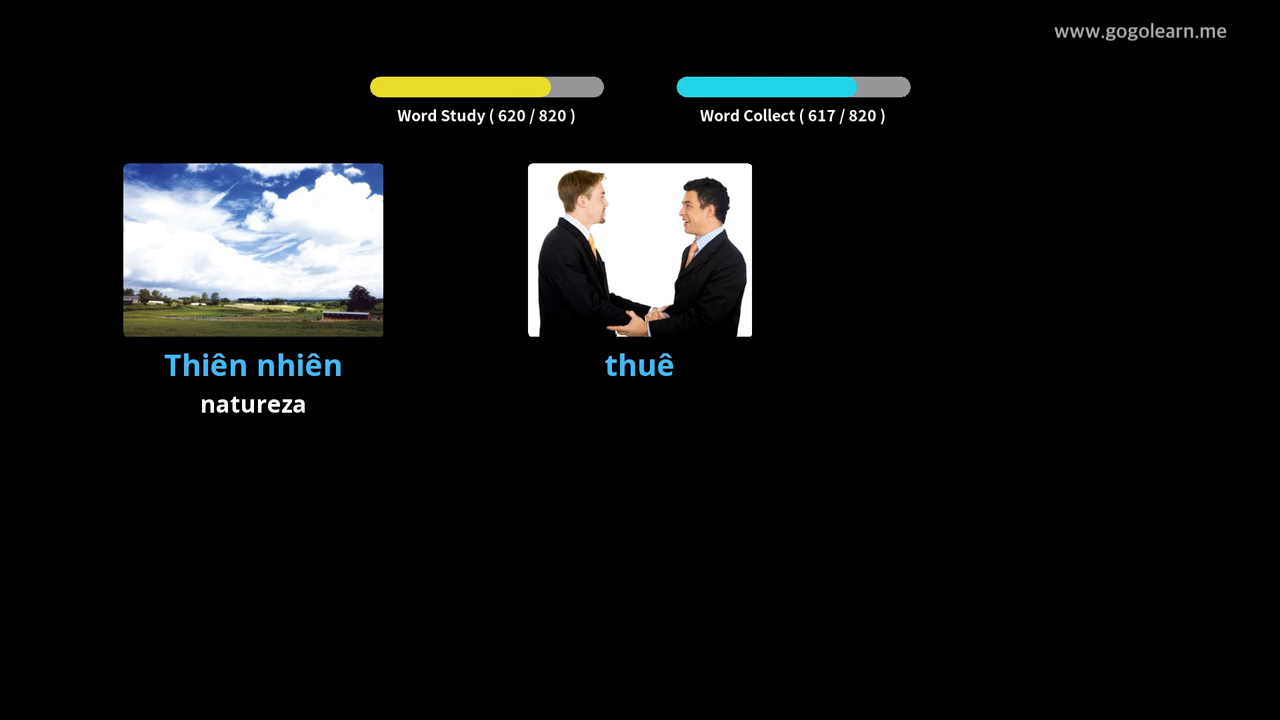 www.gogolearn.me
Word Study ( 620 / 820 )
Word Collect ( 617 / 820 )
Thiên nhiên
natureza
thuê